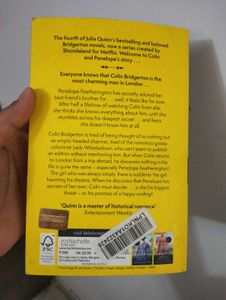 The fourth of Julia Quinn's bestselling and beloved
Bridgerton novels, now a series created by
Shondaland for Netflix. Welcome to Colin
and Penelope's story . . .
Everyone knows that Colin Bridgerton is the
most charming man in London . . .
Penelope Featherington has secretly adored her
best friend's brother for . . . well, it feels like for ever.
After half a lifetime of watching Colin from afar,
she thinks she knows everything about him, until she
stumbles across his deepest secret . . . and fears
she doesn't know him at all.
Colin Bridgerton is tired of being thought of as nothing but
an empty-headed charmer, tired of the notorious gossip
columnist Lady Whistledown, who can't seem to publish
an edition without mentioning him. But when Colin returns
to London from a trip abroad, he discovers nothing in his
life is quite the same – especially Penelope Featherington!
The girl who was always simply there is suddenly the girl
haunting his dreams. When he discovers that Penelope has
secrets of her own, Colin must decide . . . is she his biggest
threat – or his promise of a happy ending?
'Quinn is a master of historical romance'
Entertainment Weekly
hachette
FSC